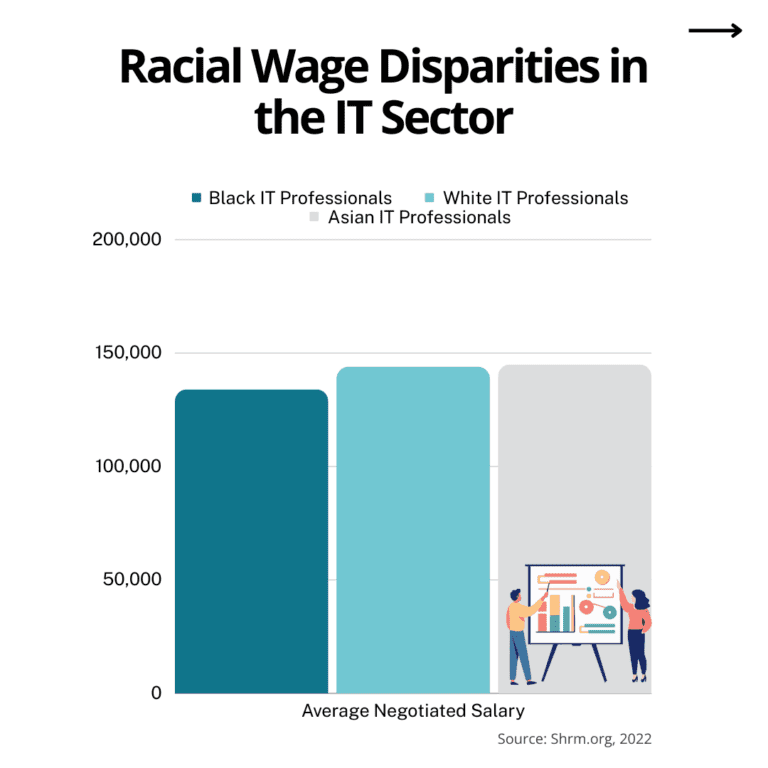 Racial Wage Disparities in
the IT Sector
Black IT Professionals White IT Professionals
Asian IT Professionals
200,000
150,000
100,000
50,000
0
Average Negotiated Salary
Source: Shrm.org, 2022